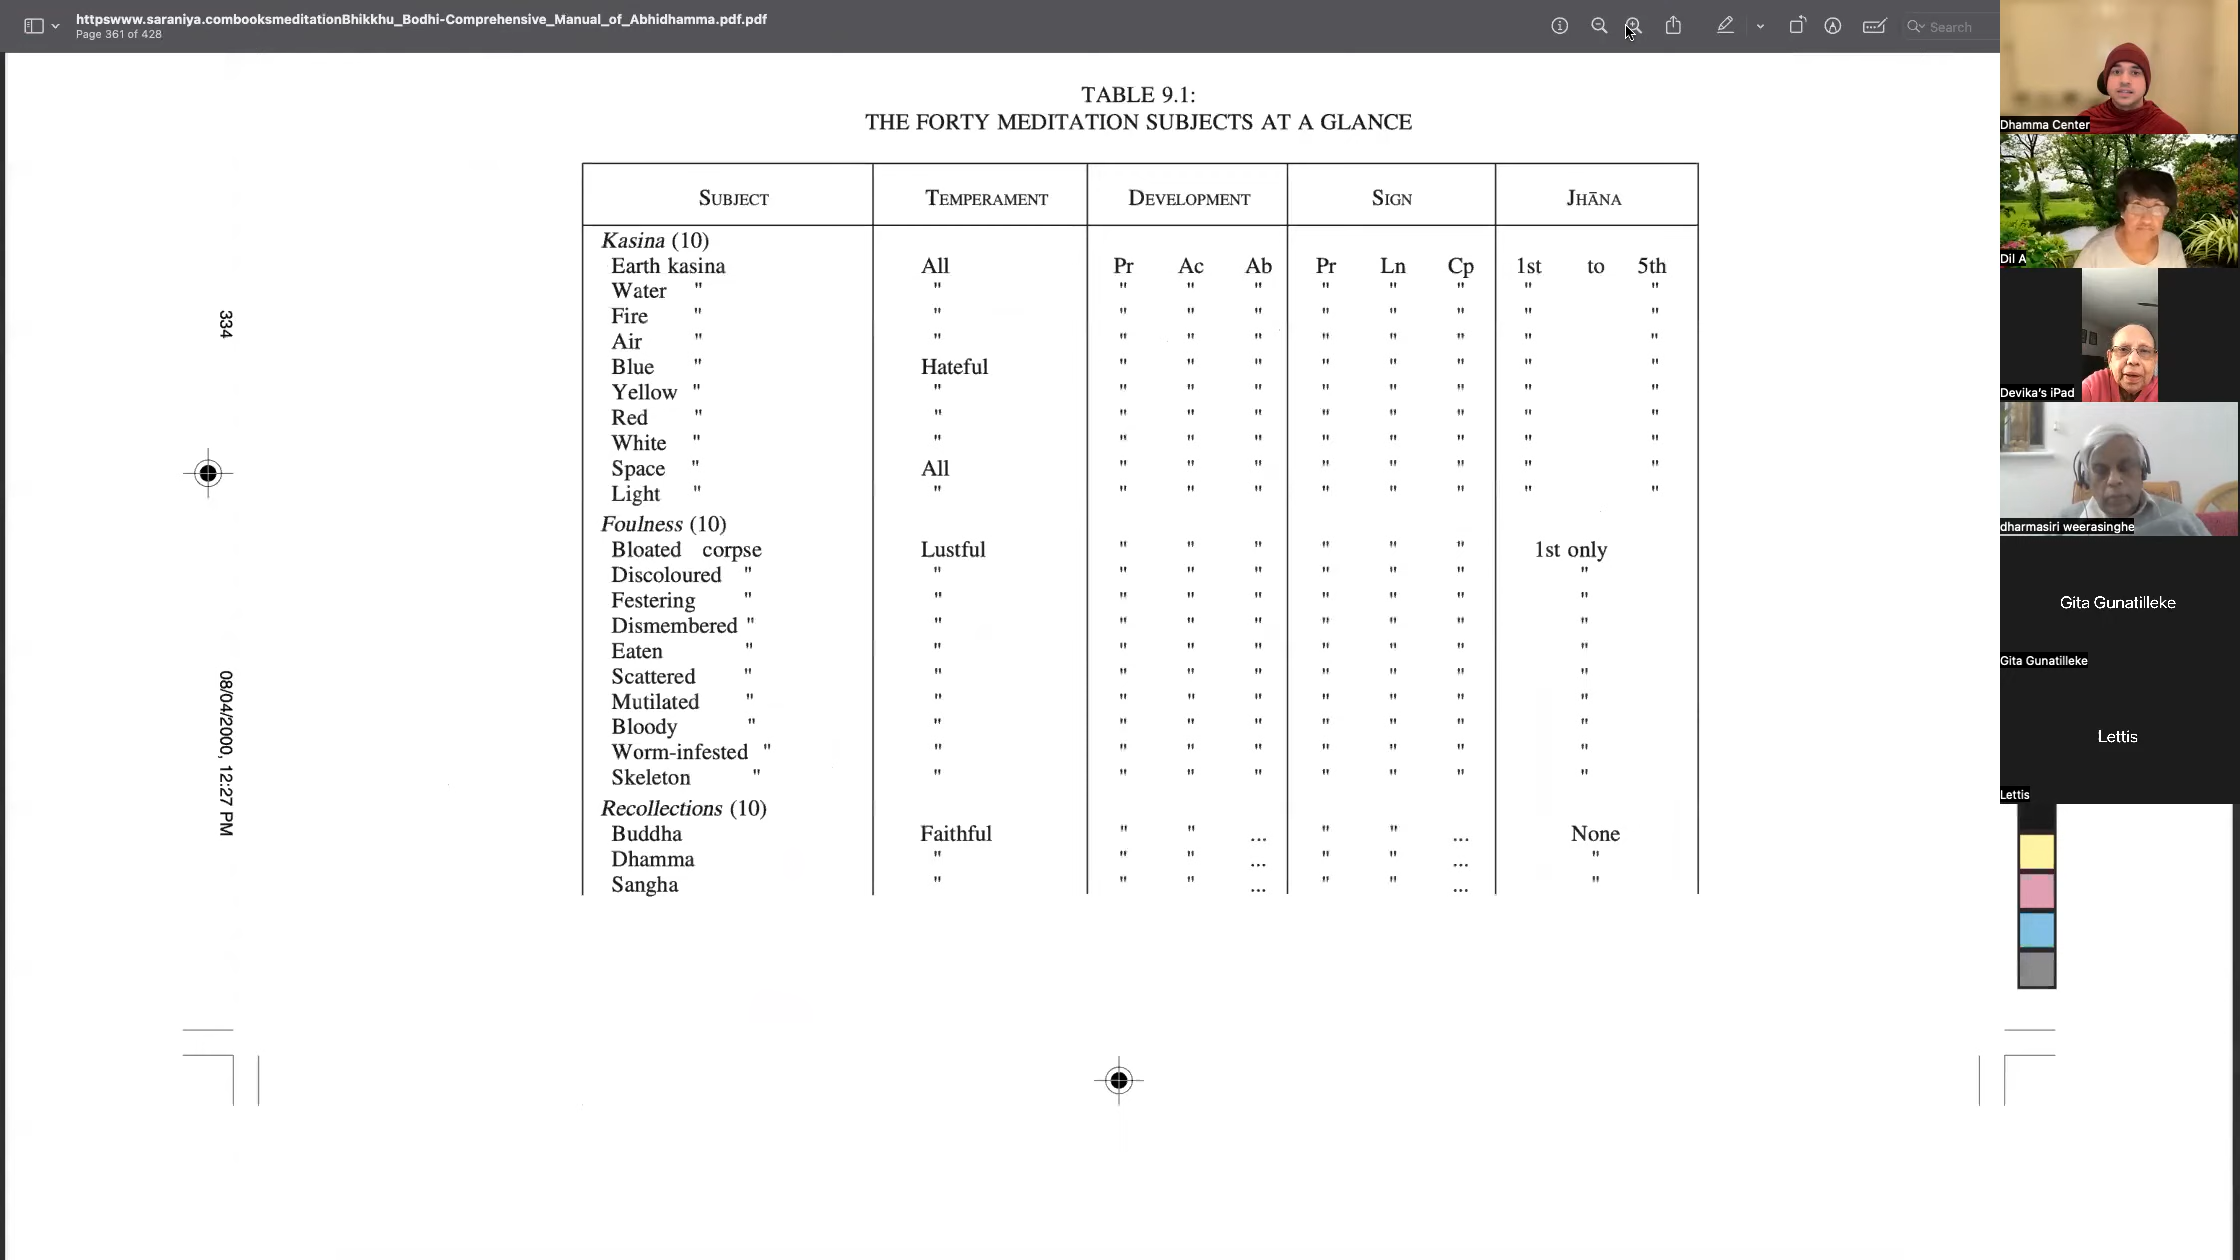 httpswww.saraniya.combooksmeditationBhikkhu_Bodhi-Comprehensive_Manual_of_Abhidhamma.pdf.pdf
Page 361 of 428
Search
TABLE 9.1:
THE FORTY MEDITATION SUBJECTS AT A GLANCE
SUBJECT TEMPERAMENT DEVELOPMENT SIGN JHĀNA
Kasina (10)
Earth kasina All Pr Ac Ab Pr Ln Cp 1st to 5th
Water " " " " " " " " " "
Fire " " " " " " " " " "
Air " " " " " " " " " "
Blue " Hateful " " " " " " " "
Yellow " " " " " " " " " "
Red " " " " " " " " " "
White " " " " " " " " " "
Space " All " " " " " " " "
Light " " " " " " " " " "
Foulness (10)
Bloated corpse Lustful " " " " " " 1st only
Discoloured " " " " " " " " "
Festering " " " " " " " " "
Dismembered " " " " " " " " "
Eaten " " " " " " " " "
Scattered " " " " " " " " "
Mutilated " " " " " " " " "
Bloody " " " " " " " " "
Worm-infested " " " " " " " " "
Skeleton " " " " " " " " "
Recollections (10)
Buddha Faithful " " ... " " ... None
Dhamma " " " ... " " ... "
Sangha " " " ... " " ... "
334
08/04/2000, 12:27 PM
Dhamma Center
Dil A
Devika's iPad
dharmasiri weerasinghe
Gita Gunatilleke
Gita Gunatilleke
Lettis
Lettis